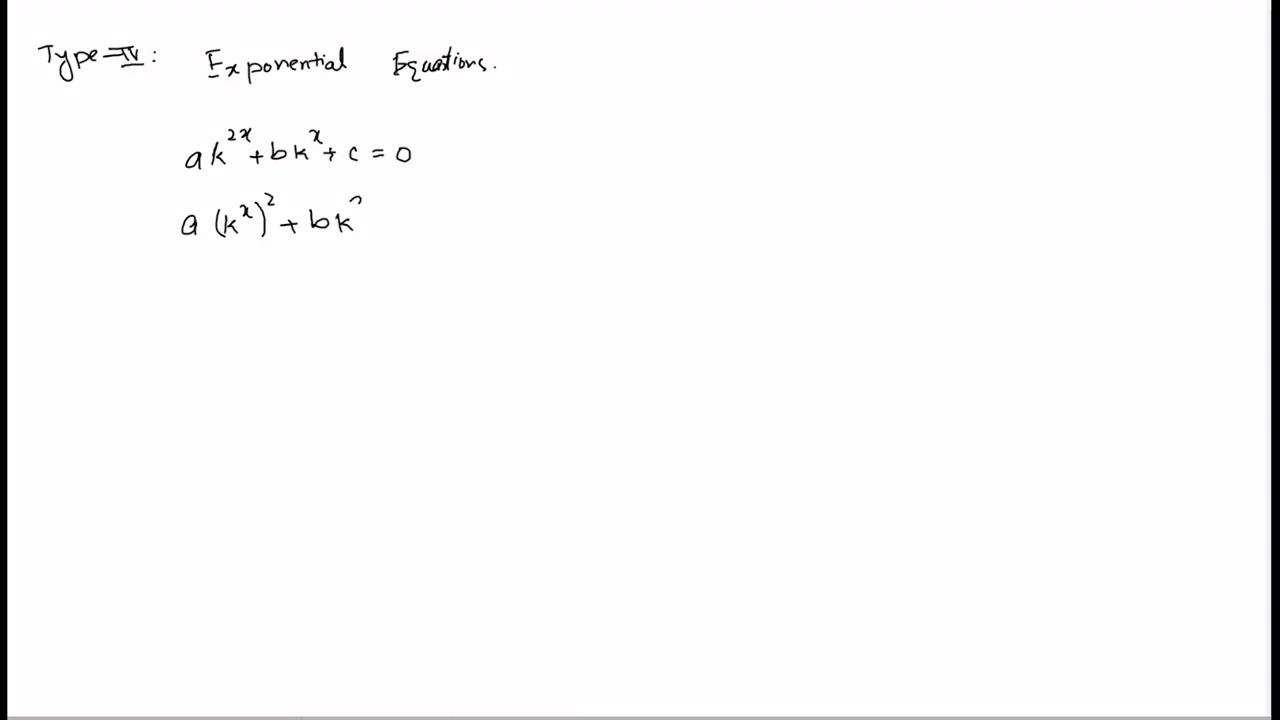 Type-IV: Exponential Equations.
ak^{2x} + bk^{x} + c = 0
a (k^{x})^{2} + bk